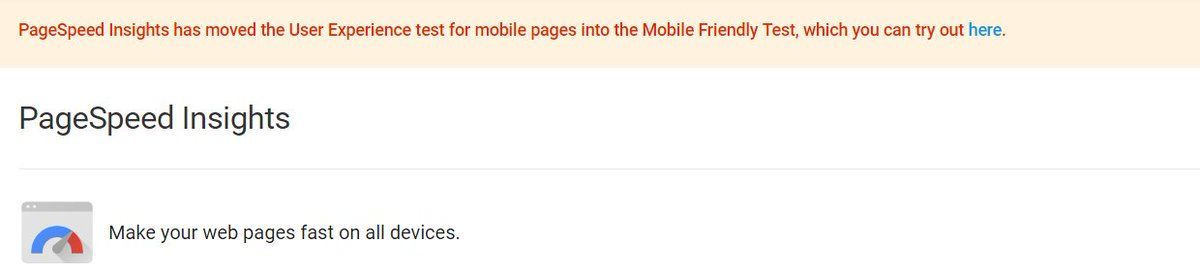 PageSpeed Insights has moved the User Experience test for mobile pages into the Mobile Friendly Test, which you can try out here.
PageSpeed Insights
Make your web pages fast on all devices.